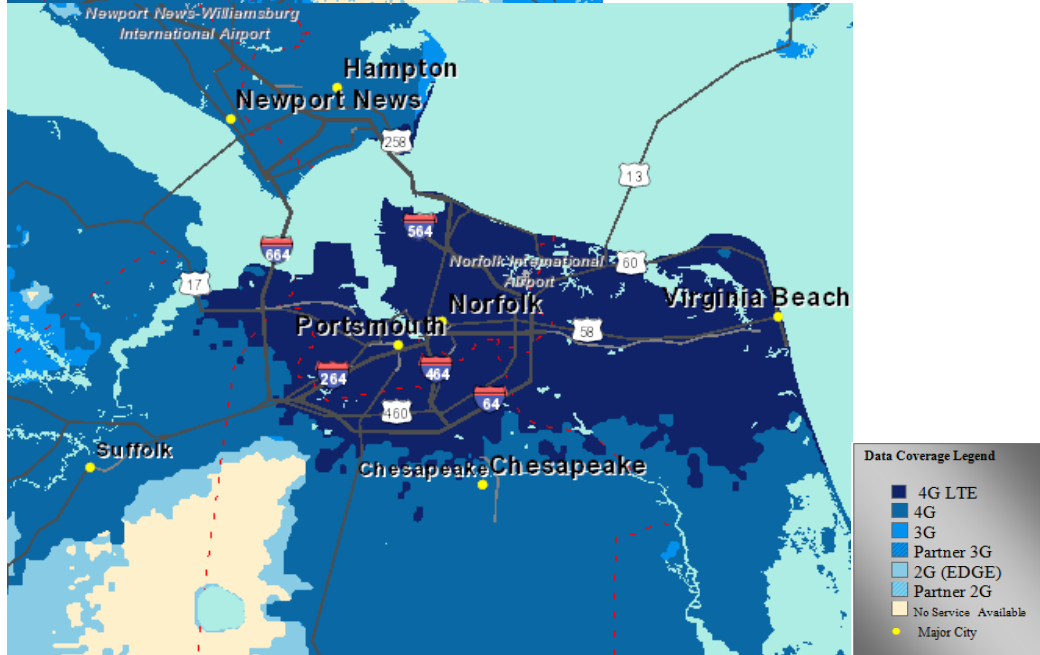 Newport News-Williamsburg
International Airport
Hampton
Newport News
258
13
564
664
Norfolk International
Airport
60
17
Virginia Beach
Norfolk
Portsmouth
58
264
464
64
460
Suffolk
Chesapeake
Chesapeake
Data Coverage Legend
4G LTE
4G
3G
Partner 3G
2G (EDGE)
Partner 2G
No Service Available
Major City